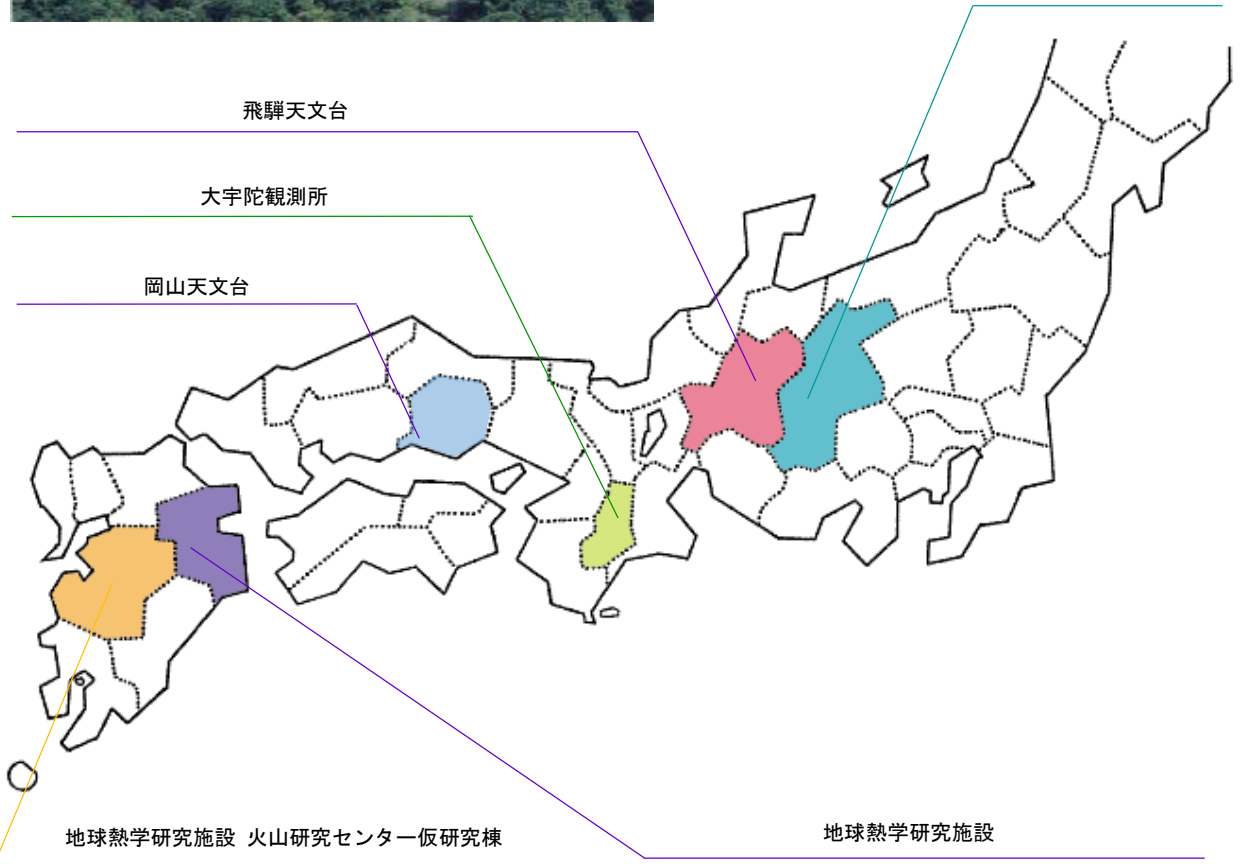 飛騨天文台
大宇陀観測所
岡山天文台
地球熱学研究施設 火山研究センター仮研究棟
地球熱学研究施設